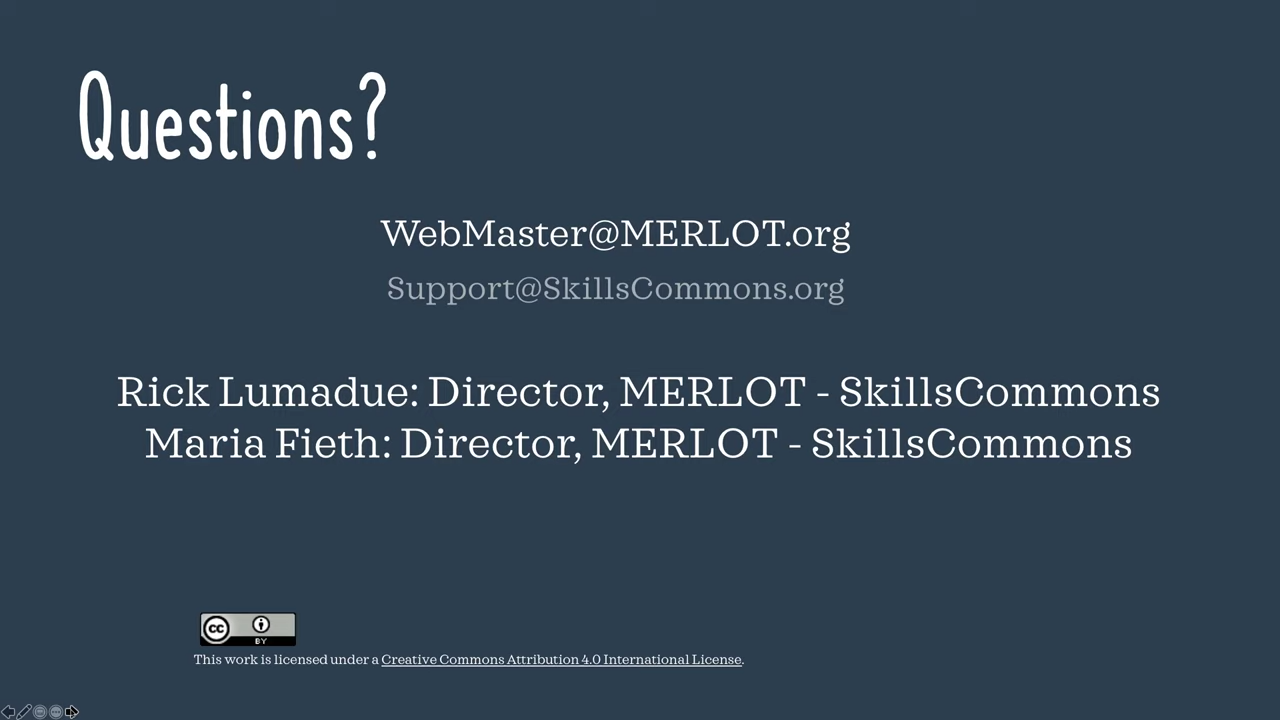 Questions?
WebMaster@MERLOT.org
Support@SkillsCommons.org
Rick Lumadue: Director, MERLOT - SkillsCommons
Maria Fieth: Director, MERLOT - SkillsCommons
cc BY
This work is licensed under a Creative Commons Attribution 4.0 International License.